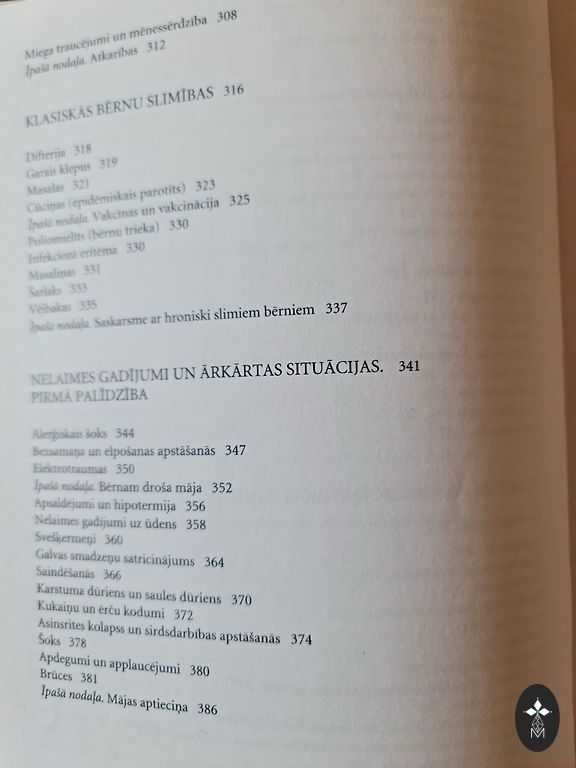 Miega traucējumi un mēnessērdzība 308
Īpašā nodaļa. Atkarības 312
KLASISKĀS BĒRNU SLIMĪBAS 316
Difterija 318
Garais klepus 319
Masalas 321
Cūciņas (epidēmiskais parotīts) 323
Īpašā nodaļa. Vakcīnas un vakcinācija 325
Poliomielīts (bērnu trieka) 330
Infekciozā eritēma 330
Masaliņas 331
Šarlaks 333
Vējbakas 335
Īpašā nodaļa. Saskarsme ar hroniski slimiem bērniem 337
NELAIMES GADĪJUMI UN ĀRKĀRTAS SITUĀCIJAS. 341
PIRMĀ PALĪDZĪBA
Alerģiskais šoks 344
Bezsamaņa un elpošanas apstāšanās 347
Elektrotraumas 350
Īpašā nodaļa. Bērnam droša māja 352
Apsaldējumi un hipotermija 356
Nelaimes gadījumi uz ūdens 358
Svešķermeņi 360
Galvas smadzeņu satricinājums 364
Saindēšanās 366
Karstuma dūriens un saules dūriens 370
Kukaiņu un ērču kodumi 372
Asinsrites kolapss un sirdsdarbības apstāšanās 374
Šoks 378
Apdegumi un applaucējumi 380
Brūces 381
Īpašā nodaļa. Mājas aptieciņa 386
M